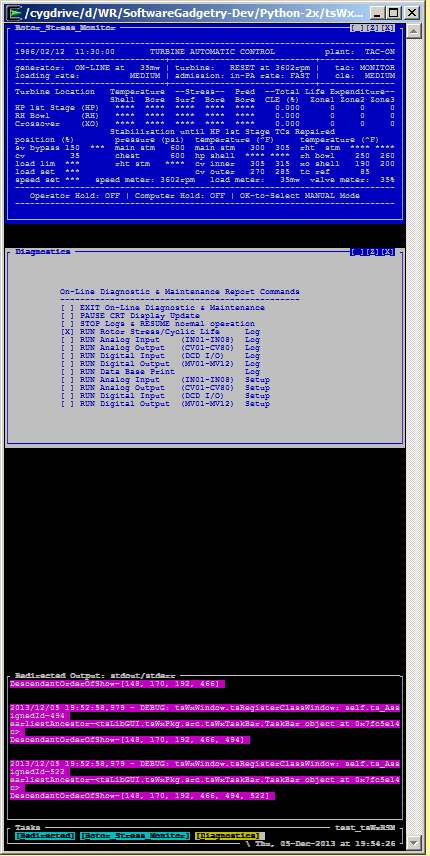 /cygdrive/d/WR/SoftwareGadgetry-Dev/Python-2x/tsWx...
Rotor_Stress_Monitor [_][Z][X]
1986/02/12 11:30:00 TURBINE AUTOMATIC CONTROL plant: TAC-ON
generator: ON-LINE at 35mw | turbine: RESET at 3602rpm | tac: MONITOR
loading rate: MEDIUM | admission: in-PA rate: FAST | cle: MEDIUM
Turbine Location Temperature --Stress-- Pred --Total Life Expenditure--
Shell Bore Surf Bore Bore CLE (%) Zone1 Zone2 Zone3
HP 1st Stage (HP) **** **** **** **** **** 0.000 0 0 0
RH Bowl (RH) **** **** **** **** **** 0.000 0 0 0
Crossover (XO) **** **** **** **** **** 0.000 0 0 0
Stabilization until HP 1st Stage TCs Repaired
position (%) pressure (psi) temperature (°F) temperature (°F)
sv bypass 150 *** main stm 600 main stm 300 305 rht stm **** ****
cv 35 chest 600 hp shell **** **** rh bowl 250 260
load lim *** rht stm *** cv inner 305 315 xo shell 190 200
load set *** cv outer 270 285 tc ref 85
speed set *** speed meter: 3602rpm load meter: 35mw valve meter: 35%
Operator Hold: OFF | Computer Hold: OFF | OK-to-Select MANUAL Mode
Diagnostics [_][Z][X]
On-Line Diagnostic & Maintenance Report Commands
[ ] EXIT On-Line Diagnostic & Maintenance
[ ] PAUSE CRT Display Update
[ ] STOP Logs & RESUME normal operation
[X] RUN Rotor Stress/Cyclic Life Log
[ ] RUN Analog Input (IN01-IN08) Log
[ ] RUN Analog Output (CV01-CV80) Log
[ ] RUN Digital Input (DCD I/O) Log
[ ] RUN Digital Output (MV01-MV12) Log
[ ] RUN Data Base Print Log
[ ] RUN Analog Input (IN01-IN08) Setup
[ ] RUN Analog Output (CV01-CV80) Setup
[ ] RUN Digital Input (DCD I/O) Setup
[ ] RUN Digital Output (MV01-MV12) Setup
Redirected Output: stdout/stderr
DescendantOrderOfShow=[148, 170, 192, 466]
2013/12/05 19:52:58,979 - DEBUG: tsWxWindow.tsRegisterClassWindow: self.ts_Ass
ignedId=494
earliestAncestor=<tsLibGUI.tsWxPkg.src.tsWxTaskBar.TaskBar object at 0x7fc5e14
c>
DescendantOrderOfShow=[148, 170, 192, 466, 494]
2013/12/05 19:52:58,979 - DEBUG: tsWxWindow.tsRegisterClassWindow: self.ts_Ass
ignedId=522
earliestAncestor=<tsLibGUI.tsWxPkg.src.tsWxTaskBar.TaskBar object at 0x7fc5e14
c>
DescendantOrderOfShow=[148, 170, 192, 466, 494, 522]
Tasks test_tsWxRSM
[Redirected] [Rotor_Stress_Monitor] [Diagnostics]
\ Thu, 05-Dec-2013 at 19:54:26